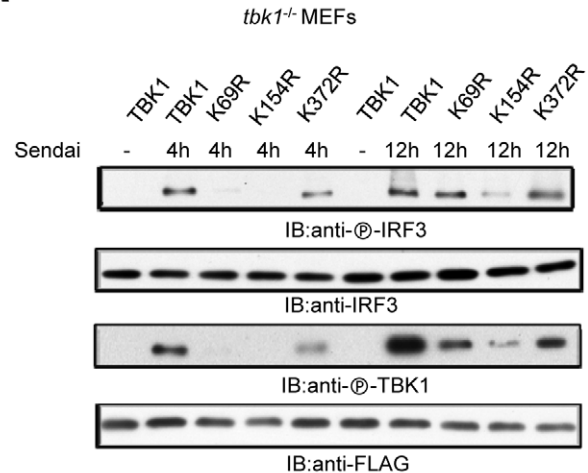 tbk1-/- MEFs
TBK1 TBK1 K69R K154R K372R TBK1 TBK1 K69R K154R K372R
Sendai - 4h 4h 4h 4h - 12h 12h 12h 12h
IB:anti-Ⓟ-IRF3
IB:anti-IRF3
IB:anti-Ⓟ-TBK1
IB:anti-FLAG